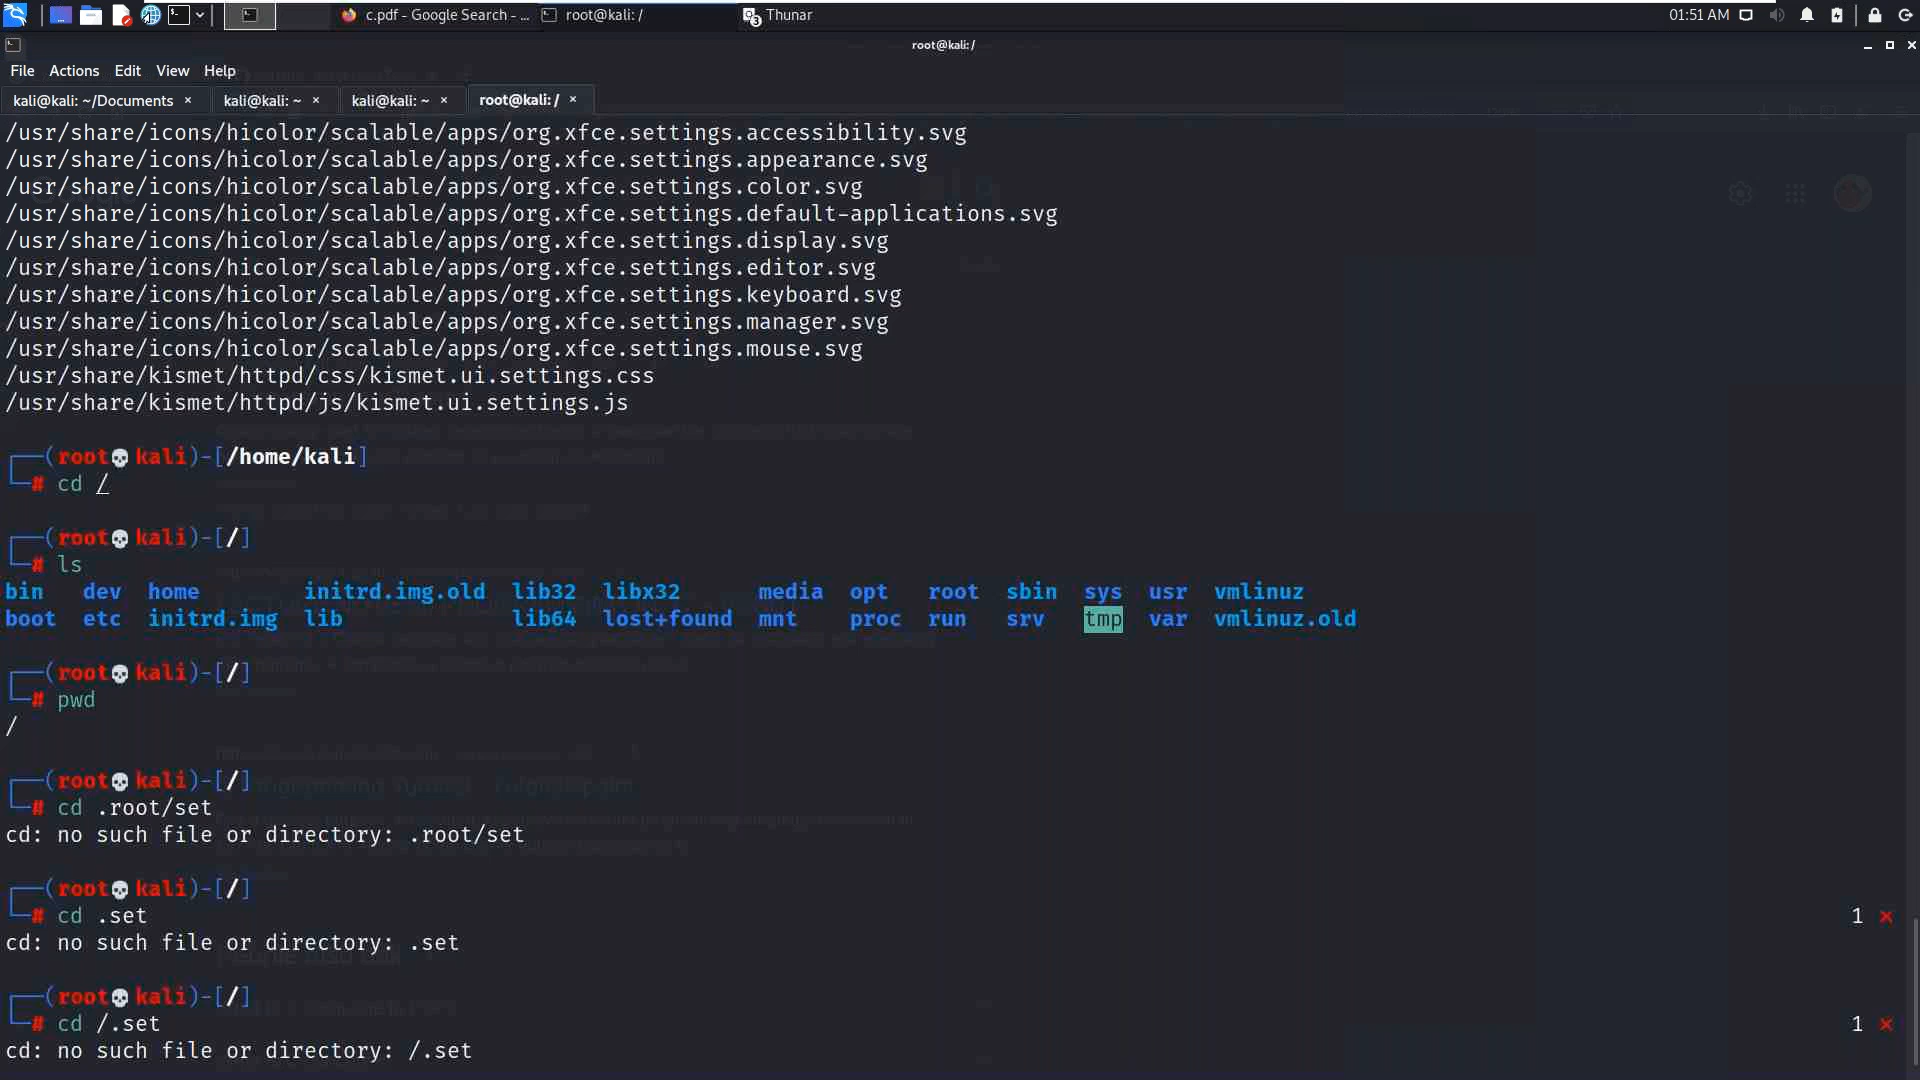 c.pdf - Google Search - ...
root@kali: /
3 Thunar
01:51 AM
root@kali: /
File Actions Edit View Help
kali@kali: ~/Documents × kali@kali: ~ × kali@kali: ~ × root@kali: / ×
/usr/share/icons/hicolor/scalable/apps/org.xfce.settings.accessibility.svg
/usr/share/icons/hicolor/scalable/apps/org.xfce.settings.appearance.svg
/usr/share/icons/hicolor/scalable/apps/org.xfce.settings.color.svg
/usr/share/icons/hicolor/scalable/apps/org.xfce.settings.default-applications.svg
/usr/share/icons/hicolor/scalable/apps/org.xfce.settings.display.svg
/usr/share/icons/hicolor/scalable/apps/org.xfce.settings.editor.svg
/usr/share/icons/hicolor/scalable/apps/org.xfce.settings.keyboard.svg
/usr/share/icons/hicolor/scalable/apps/org.xfce.settings.manager.svg
/usr/share/icons/hicolor/scalable/apps/org.xfce.settings.mouse.svg
/usr/share/kismet/httpd/css/kismet.ui.settings.css
/usr/share/kismet/httpd/js/kismet.ui.settings.js
┌──(root💀kali)-[/home/kali]
└─# cd /
┌──(root💀kali)-[/]
└─# ls
bin dev home initrd.img.old lib32 libx32 media opt root sbin sys usr vmlinuz
boot etc initrd.img lib lib64 lost+found mnt proc run srv tmp var vmlinuz.old
┌──(root💀kali)-[/]
└─# pwd
/
┌──(root💀kali)-[/]
└─# cd .root/set
cd: no such file or directory: .root/set
┌──(root💀kali)-[/]
└─# cd .set 1 ×
cd: no such file or directory: .set
┌──(root💀kali)-[/]
└─# cd /.set 1 ×
cd: no such file or directory: /.set